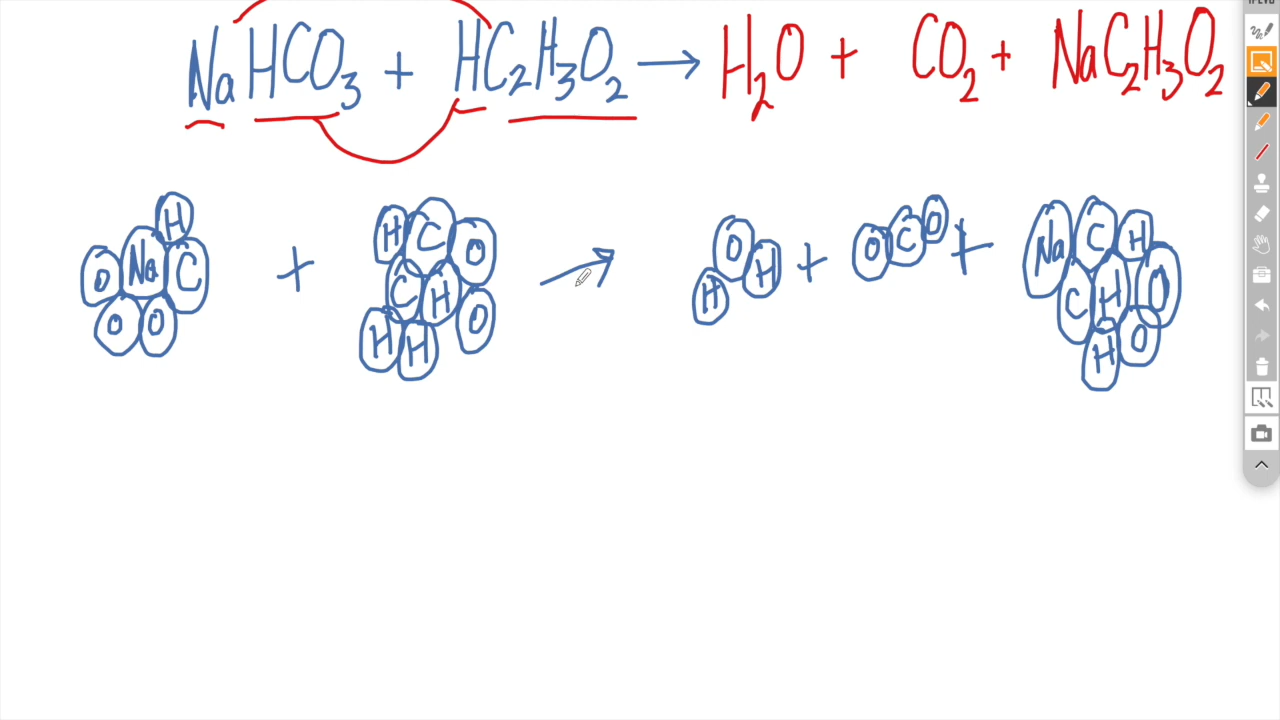 NaHCO₃ + HC₂H₃O₂ → H₂O + CO₂ + NaC₂H₃O₂
H
O Na C
O O
+
H C O
C H O
H H
→
O
H H
+
O C O
+
Na C H
C H O
H O